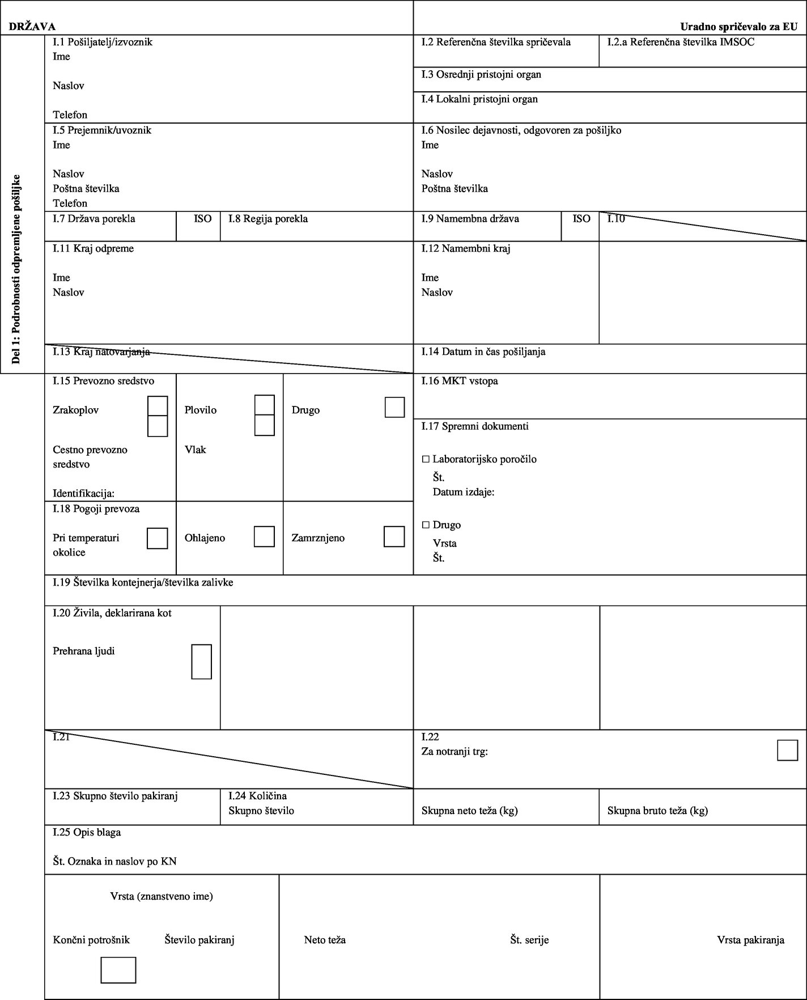 DRŽAVA
Uradno spričevalo za EU
Del 1: Podrobnosti odpremljene pošiljke
I.1 Pošiljatelj/izvoznik
Ime
Naslov
Telefon
I.2 Referenčna številka spričevala
I.2.a Referenčna številka IMSOC
I.3 Osrednji pristojni organ
I.4 Lokalni pristojni organ
I.5 Prejemnik/uvoznik
Ime
Naslov
Poštna številka
Telefon
I.6 Nosilec dejavnosti, odgovoren za pošiljko
Ime
Naslov
Poštna številka
I.7 Država porekla
ISO
I.8 Regija porekla
I.9 Namembna država
ISO
I.10
I.11 Kraj odpreme
Ime
Naslov
I.12 Namembni kraj
Ime
Naslov
I.13 Kraj natovarjanja
I.14 Datum in čas pošiljanja
I.15 Prevozno sredstvo
Zrakoplov
Cestno prevozno
sredstvo
Identifikacija:
Plovilo
Vlak
Drugo
I.16 MKT vstopa
I.17 Spremni dokumenti
☐ Laboratorijsko poročilo
Št.
Datum izdaje:
☐ Drugo
Vrsta
Št.
I.18 Pogoji prevoza
Pri temperaturi
okolice
Ohlajeno
Zamrznjeno
I.19 Številka kontejnerja/številka zalivke
I.20 Živila, deklarirana kot
Prehrana ljudi
I.21
I.22
Za notranji trg:
I.23 Skupno število pakiranj
I.24 Količina
Skupno število
Skupna neto teža (kg)
Skupna bruto teža (kg)
I.25 Opis blaga
Št. Oznaka in naslov po KN
Vrsta (znanstveno ime)
Končni potrošnik
Število pakiranj
Neto teža
Št. serije
Vrsta pakiranja